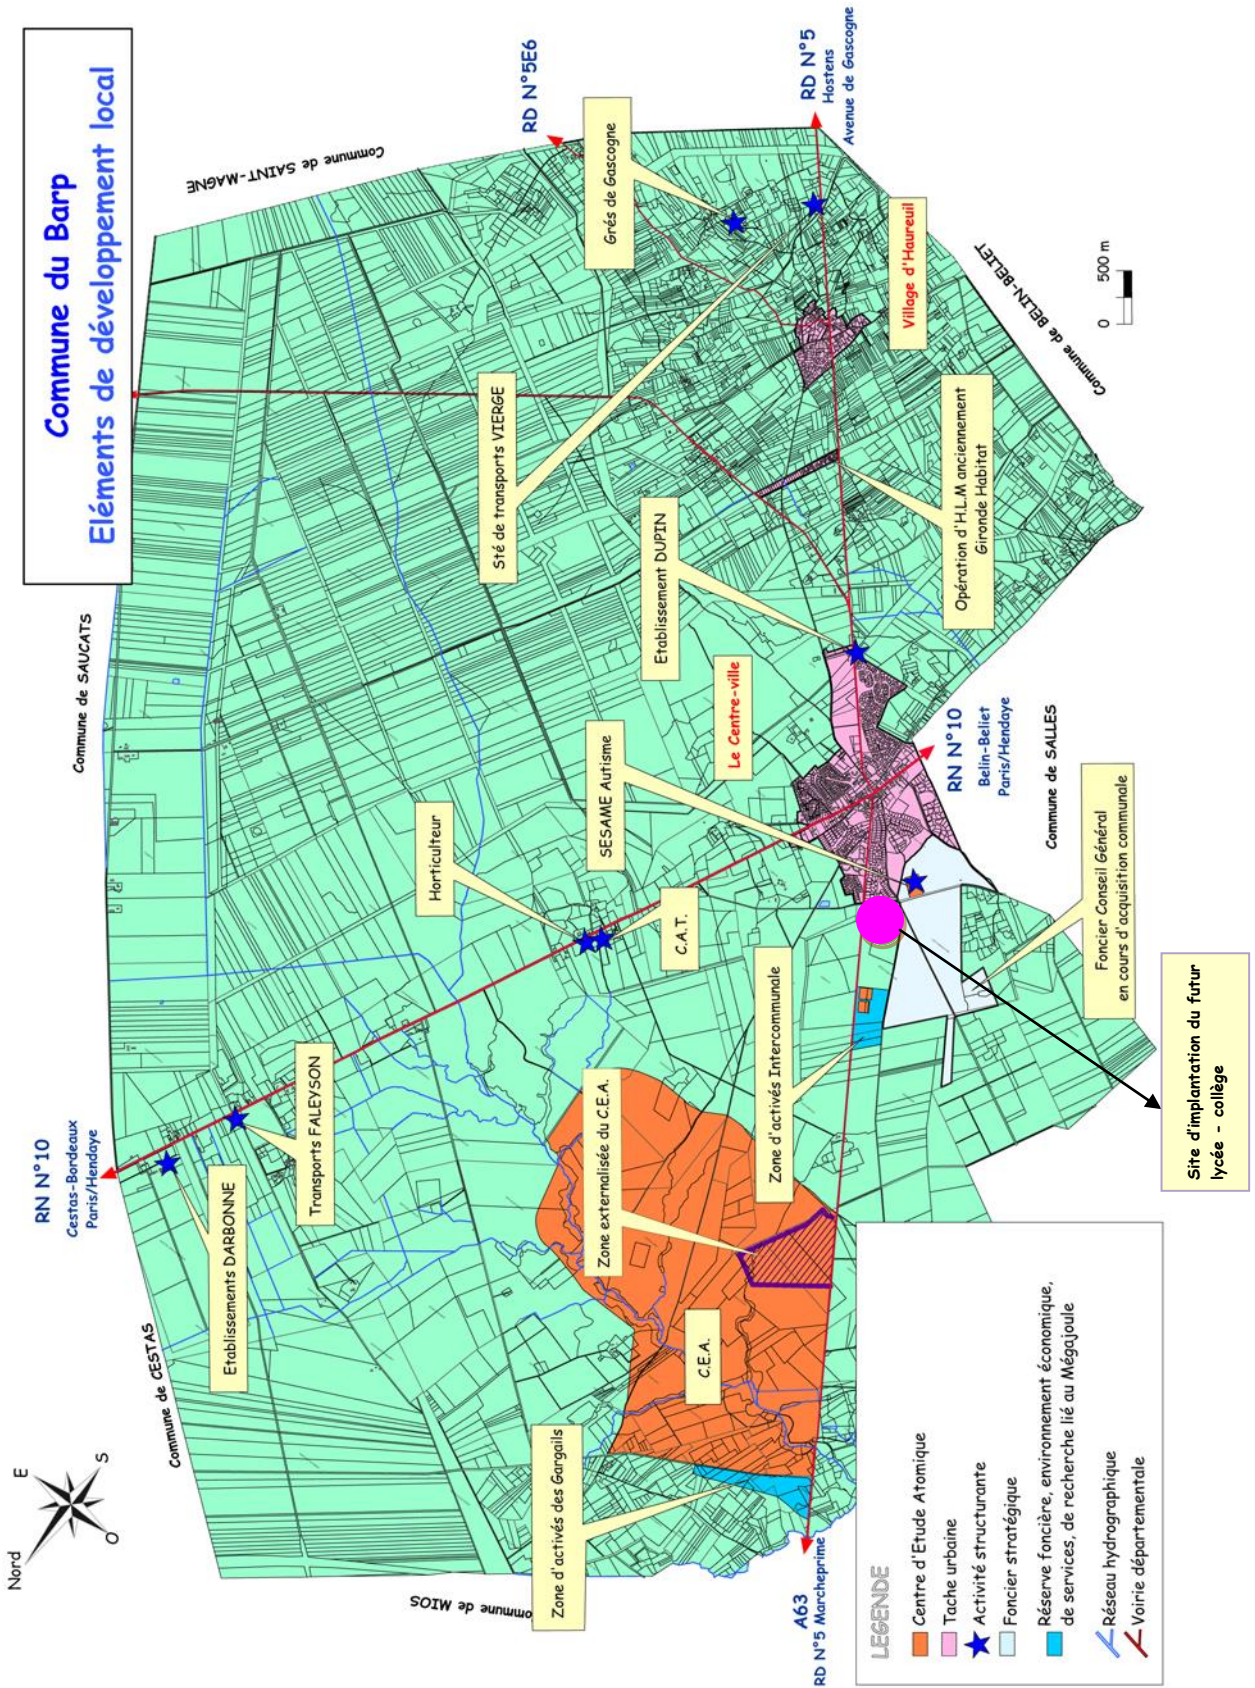 Commune du Barp
Eléments de développement local
Nord
E
S
O
Commune de MIOS
Commune de CESTAS
Commune de SAUCATS
Commune de SAINT-MAGNE
Commune de BELIN-BELIET
Commune de SALLES
RN N°10
Cestas-Bordeaux
Paris/Hendaye
RD N°5E6
RD N°5
Hostens
Avenue de Gascogne
RN N°10
Belin-Beliet
Paris/Hendaye
A63
RD N°5 Marcheprime
Etablissements DARBONNE
Transports FALEYSON
Horticulteur
C.A.T.
SESAME Autisme
Le Centre-ville
Etablissement DUPIN
Sté de transports VIERGE
Grés de Gascogne
Village d'Haureuil
Opération d'H.L.M anciennement
Gironde Habitat
Foncier Conseil Général
en cours d'acquisition communale
Zone d'activés Intercommunale
Zone externalisée du C.E.A.
C.E.A.
Zone d'activés des Gargails
Site d'implantation du futur
lycée - collège
0
500 m
LEGENDE
Centre d'Etude Atomique
Tache urbaine
Activité structurante
Foncier stratégique
Réserve foncière, environnement économique,
de services, de recherche lié au Mégajoule
Réseau hydrographique
Voirie départementale